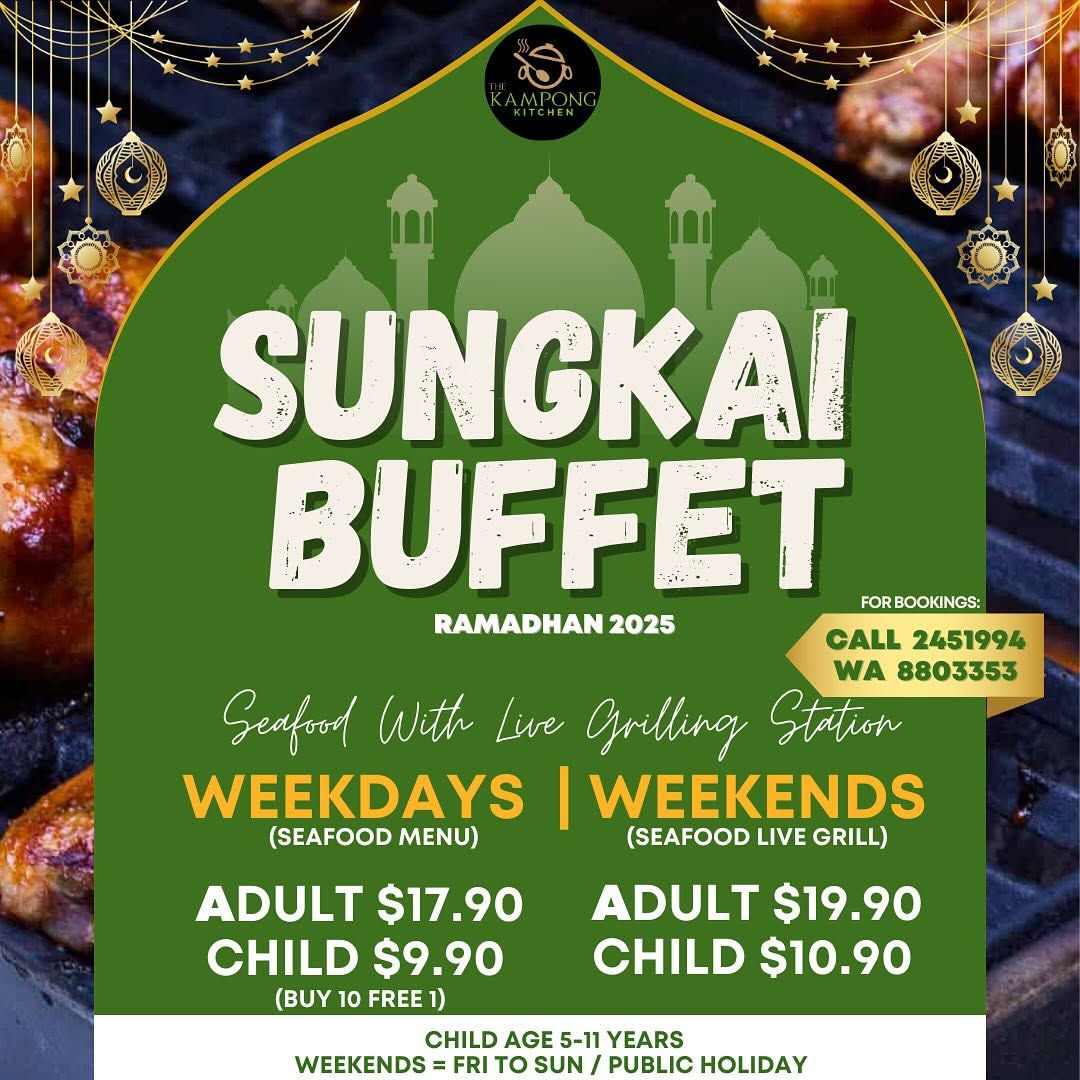 THE
KAMPONG
KITCHEN
SUNGKAI
BUFFET
RAMADHAN 2025
FOR BOOKINGS:
CALL 2451994
WA 8803353
Seafood With Live Grilling Station
WEEKDAYS | WEEKENDS
(SEAFOOD MENU) (SEAFOOD LIVE GRILL)
ADULT $17.90 ADULT $19.90
CHILD $9.90 CHILD $10.90
(BUY 10 FREE 1)
CHILD AGE 5-11 YEARS
WEEKENDS = FRI TO SUN / PUBLIC HOLIDAY